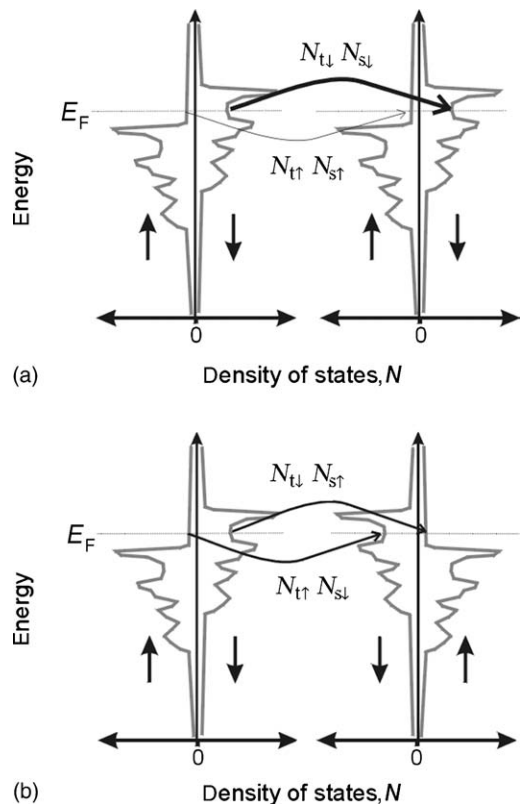 N_t↓ N_s↓
E_F
N_t↑ N_s↑
Energy
0 0
(a) Density of states, N
N_t↓ N_s↑
E_F
N_t↑ N_s↓
Energy
0 0
(b) Density of states, N